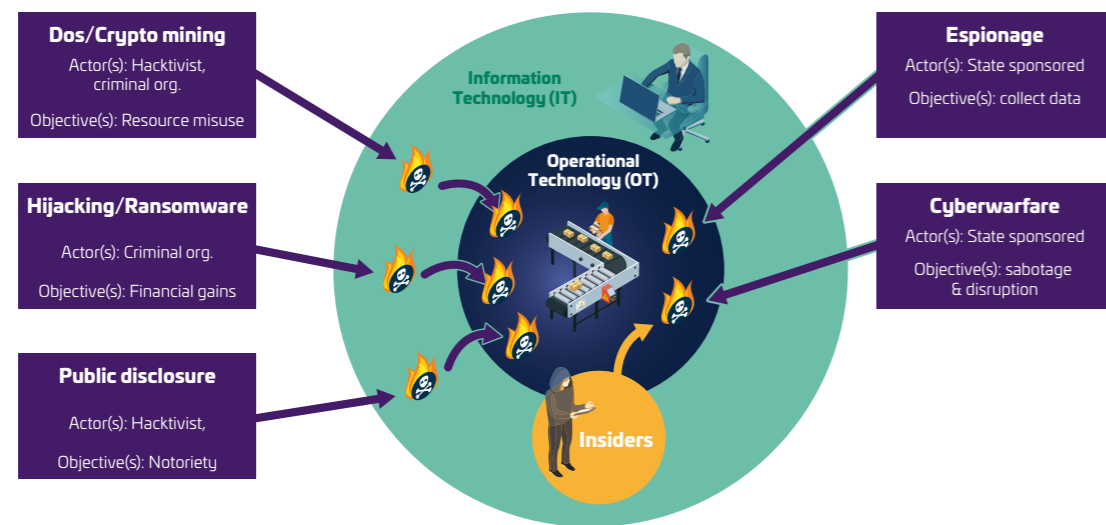 Dos/Crypto mining
Actor(s): Hacktivist,
criminal org.
Objective(s): Resource misuse
Hijacking/Ransomware
Actor(s): Criminal org.
Objective(s): Financial gains
Public disclosure
Actor(s): Hacktivist,
Objective(s): Notoriety
Information
Technology (IT)
Operational
Technology (OT)
Insiders
Espionage
Actor(s): State sponsored
Objective(s): collect data
Cyberwarfare
Actor(s): State sponsored
Objective(s): sabotage
& disruption